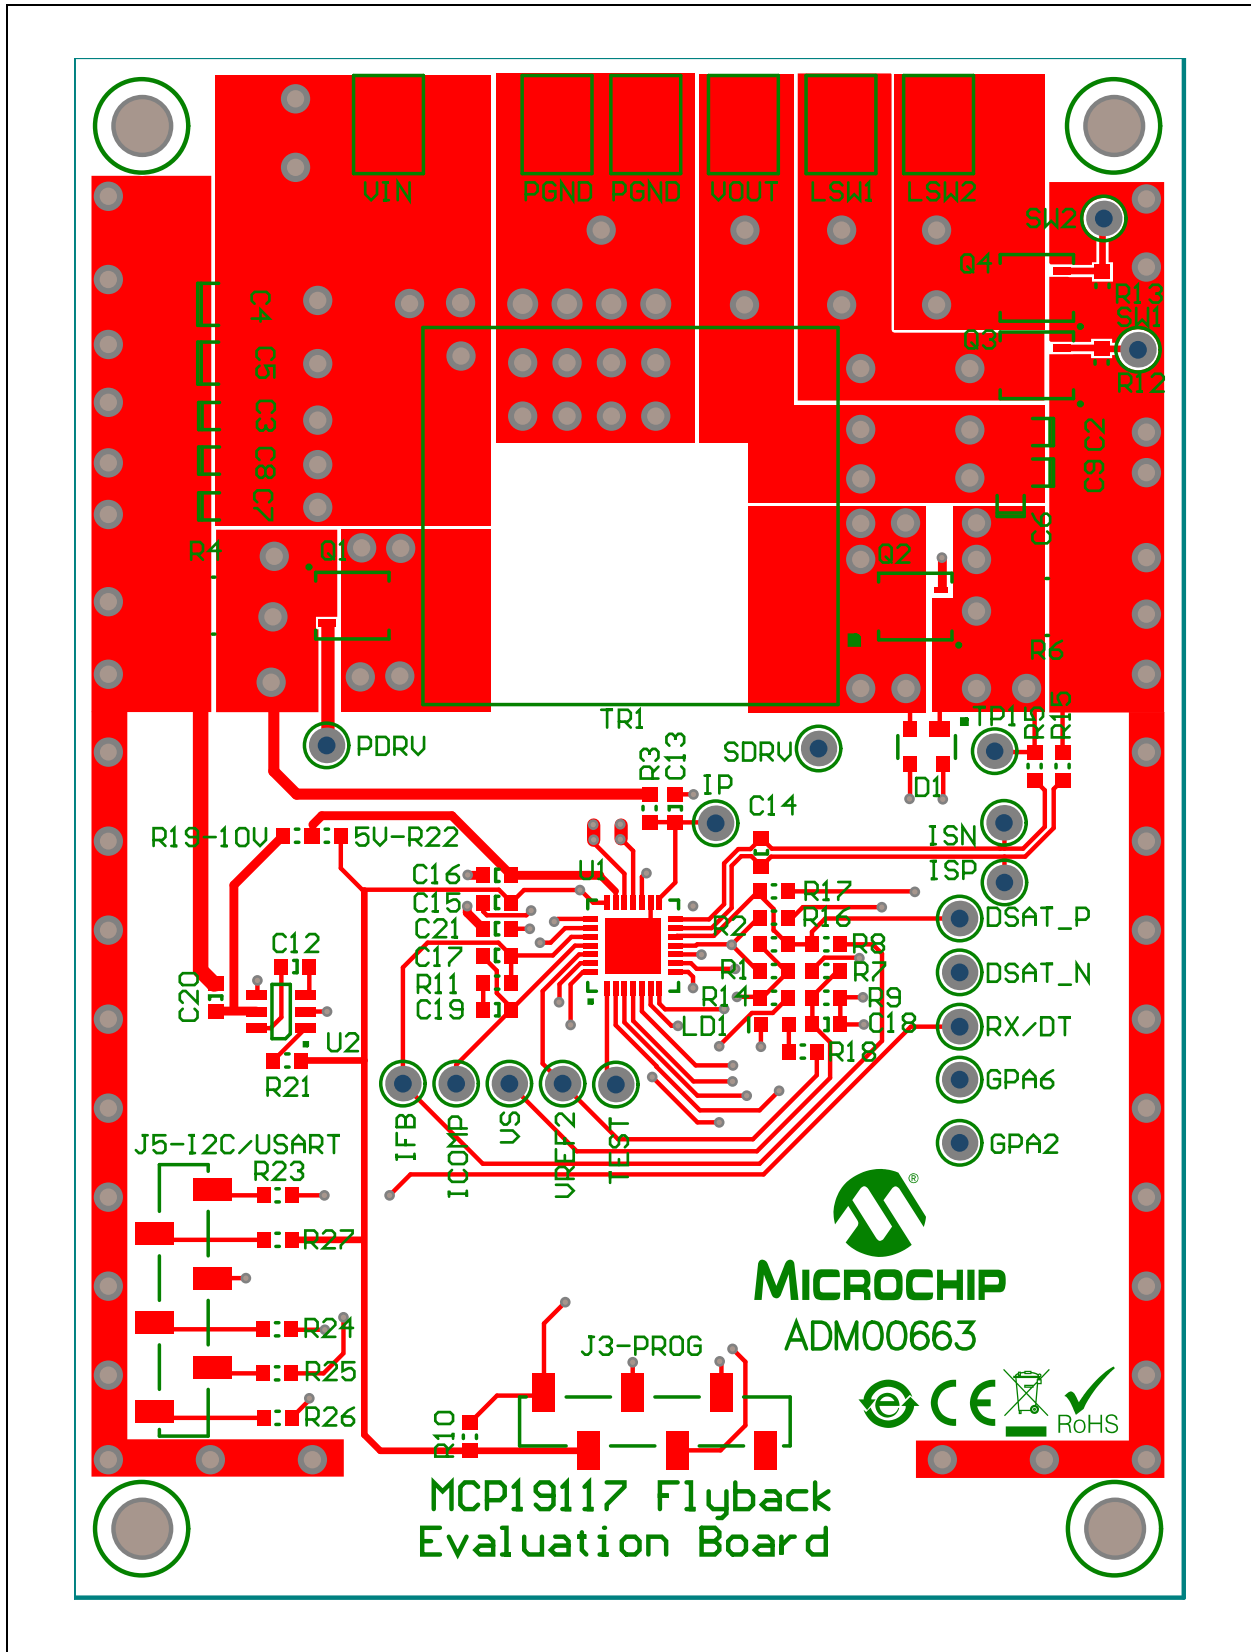 VIN PGND PGND VOUT LSW1 LSW2
SW2
Q4
C4
R13
SW1
Q3
C5
R12
C3
C2
C8
C9
C7
C6
R4
Q1
Q2
R6
TR1
TP1
R5
R15
PDRV
SDRV
R3
C13
IP
D1
C14
R19-10V
5V-R22
ISN
U1
C16
ISP
R17
C15
R16
DSAT_P
C21
R2
R8
C12
C17
R1
R7
DSAT_N
R11
R14
R9
C20
C19
LD1
C18
RX/DT
U2
R18
R21
GPA6
IFB
ICOMP
VS
VREF2
TEST
GPA2
J5-I2C/USART
R23
R27
®
MICROCHIP
R24
J3-PROG
ADM00663
R25
R26
R10
e
CE
RoHS
MCP19117 Flyback
Evaluation Board